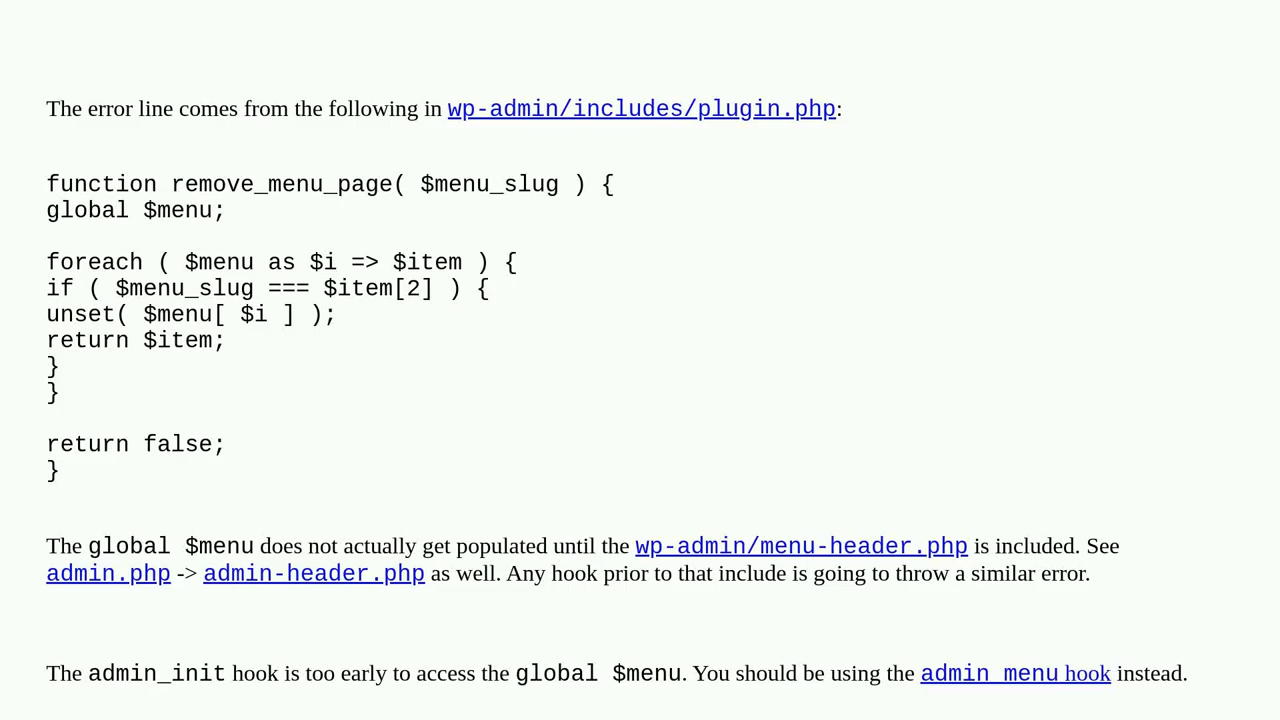 The error line comes from the following in wp-admin/includes/plugin.php:
function remove_menu_page( $menu_slug ) {
global $menu;
foreach ( $menu as $i => $item ) {
if ( $menu_slug === $item[2] ) {
unset( $menu[ $i ] );
return $item;
}
}
return false;
}
The global $menu does not actually get populated until the wp-admin/menu-header.php is included. See
admin.php -> admin-header.php as well. Any hook prior to that include is going to throw a similar error.
The admin_init hook is too early to access the global $menu. You should be using the admin_menu hook instead.